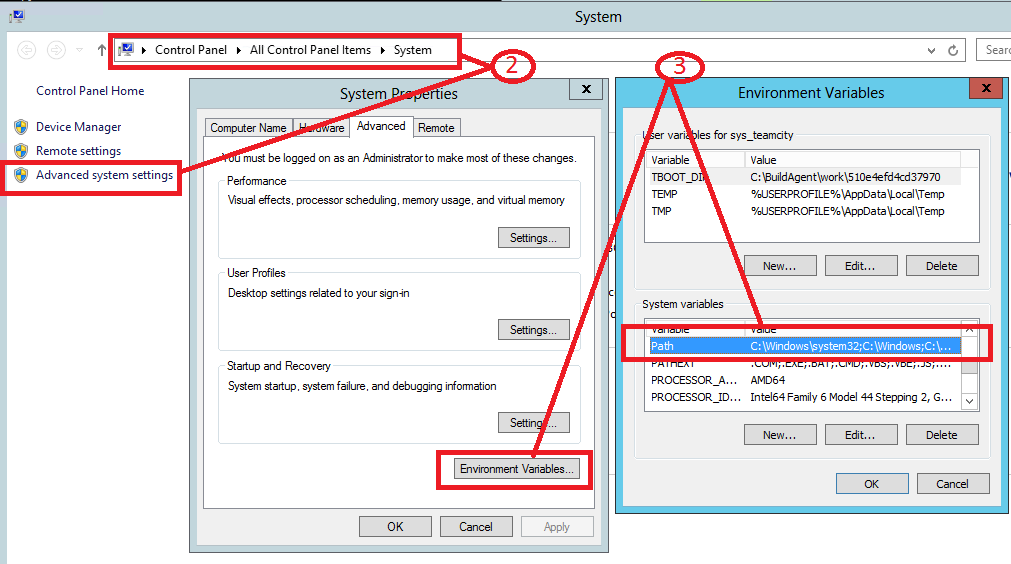 System
Control Panel All Control Panel Items System
Sear
2
3
Control Panel Home
Device Manager
Remote settings
Advanced system settings
System Properties
X
Computer Name Hardware Advanced Remote
You must be logged on as an Administrator to make most of these changes.
Performance
Visual effects, processor scheduling, memory usage, and virtual memory
Settings...
User Profiles
Desktop settings related to your sign-in
Settings...
Startup and Recovery
System startup, system failure, and debugging information
Settings...
Environment Variables...
OK Cancel Apply
Environment Variables
X
User variables for sys_teamcity
Variable Value
TBOOT_DIR C:\BuildAgent\work\510e4efd4cd37970
TEMP %USERPROFILE%\AppData\Local\Temp
TMP %USERPROFILE%\AppData\Local\Temp
New... Edit... Delete
System variables
Variable Value
Path C:\Windows\system32;C:\Windows;C:\...
PATHEXT .COM;.EXE;.BAT;.CMD;.VBS;.VBE;.JS;...
PROCESSOR_A... AMD64
PROCESSOR_ID... Intel64 Family 6 Model 44 Stepping 2, G...
New... Edit... Delete
OK Cancel